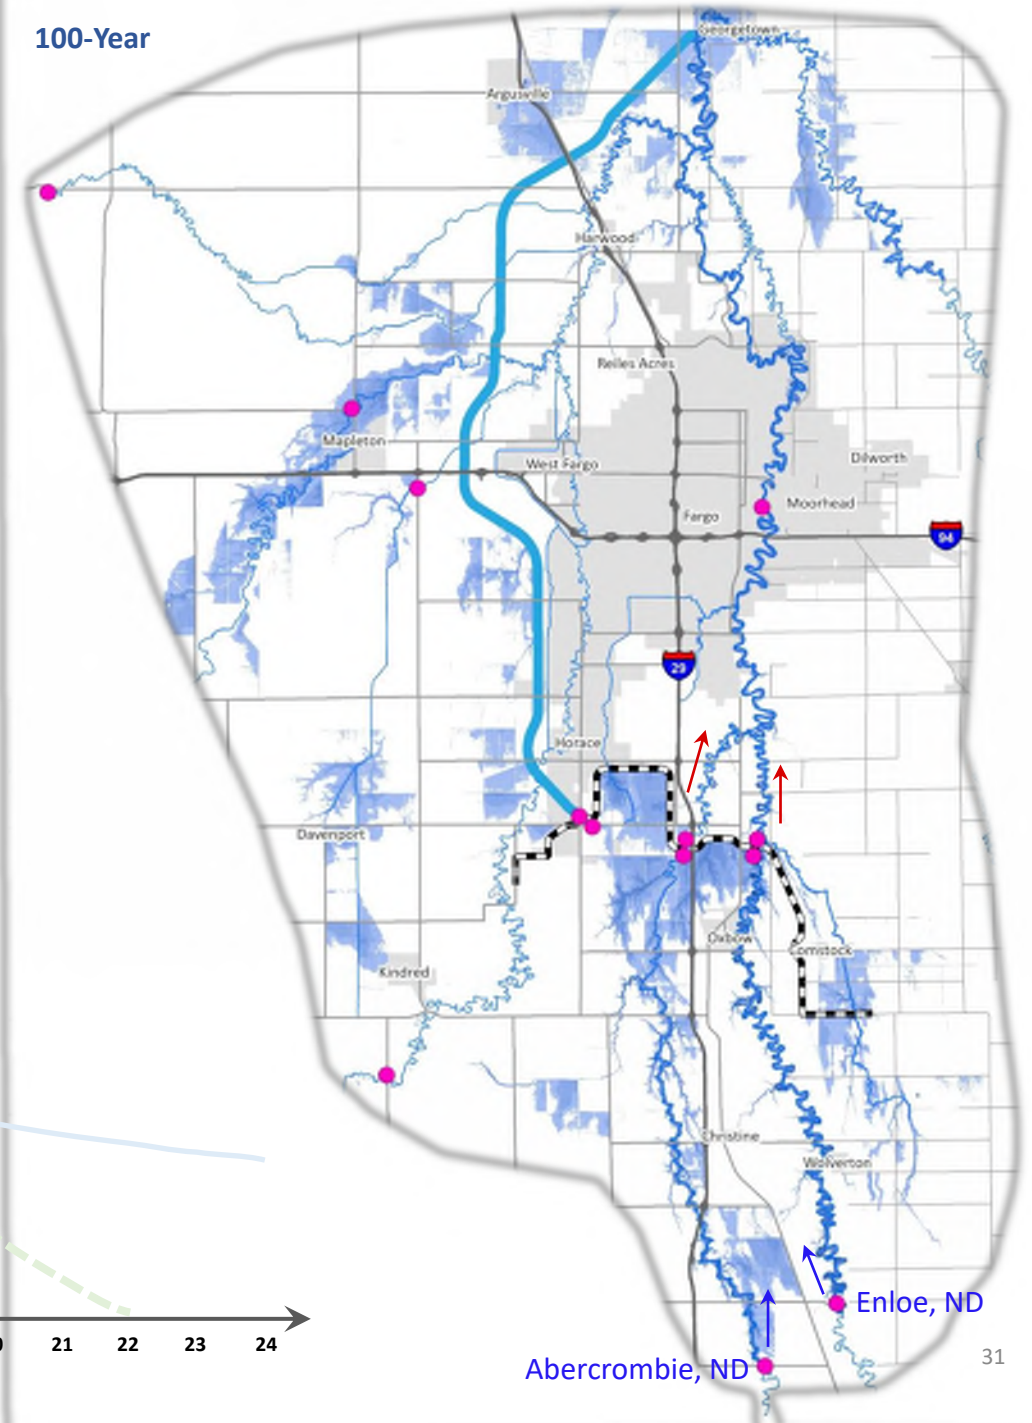 100-Year
Georgetown
Argusville
Harwood
Reiles Acres
Mapleton
West Fargo
Dilworth
Moorhead
Fargo
94
29
Horace
Davenport
Oxbow
Comstock
Kindred
Christine
Wolverton
Enloe, ND
Abercrombie, ND
21 22 23 24
31